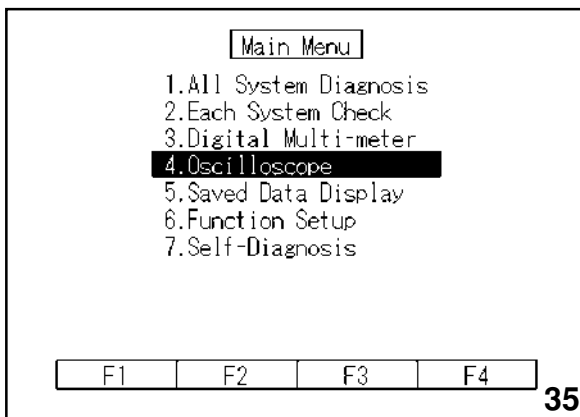 Main Menu
1.All System Diagnosis
2.Each System Check
3.Digital Multi-meter
4.Oscilloscope
5.Saved Data Display
6.Function Setup
7.Self-Diagnosis
F1 F2 F3 F4
35